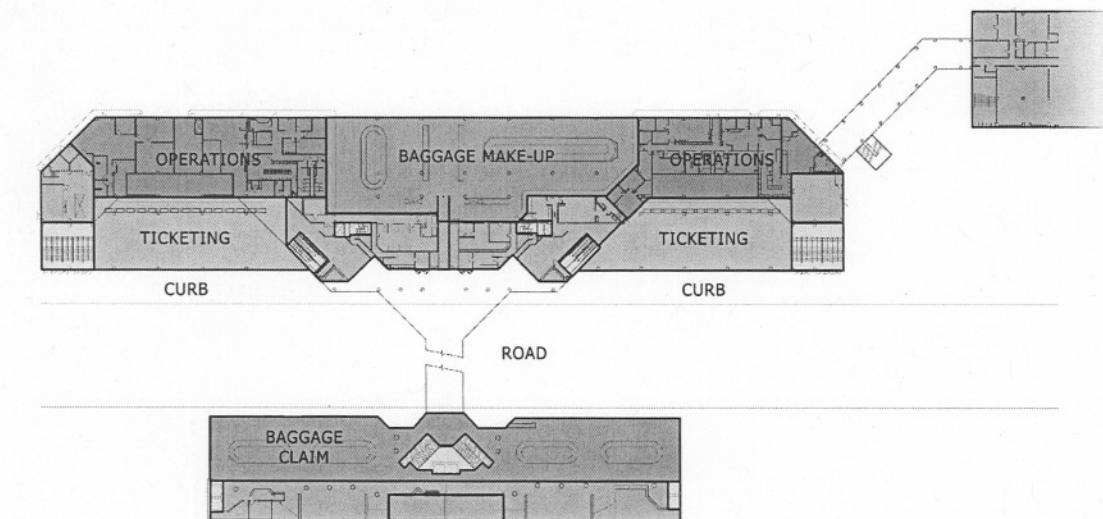 OPERATIONS
BAGGAGE MAKE-UP
OPERATIONS
TICKETING
TICKETING
CURB
CURB
ROAD
BAGGAGE
CLAIM